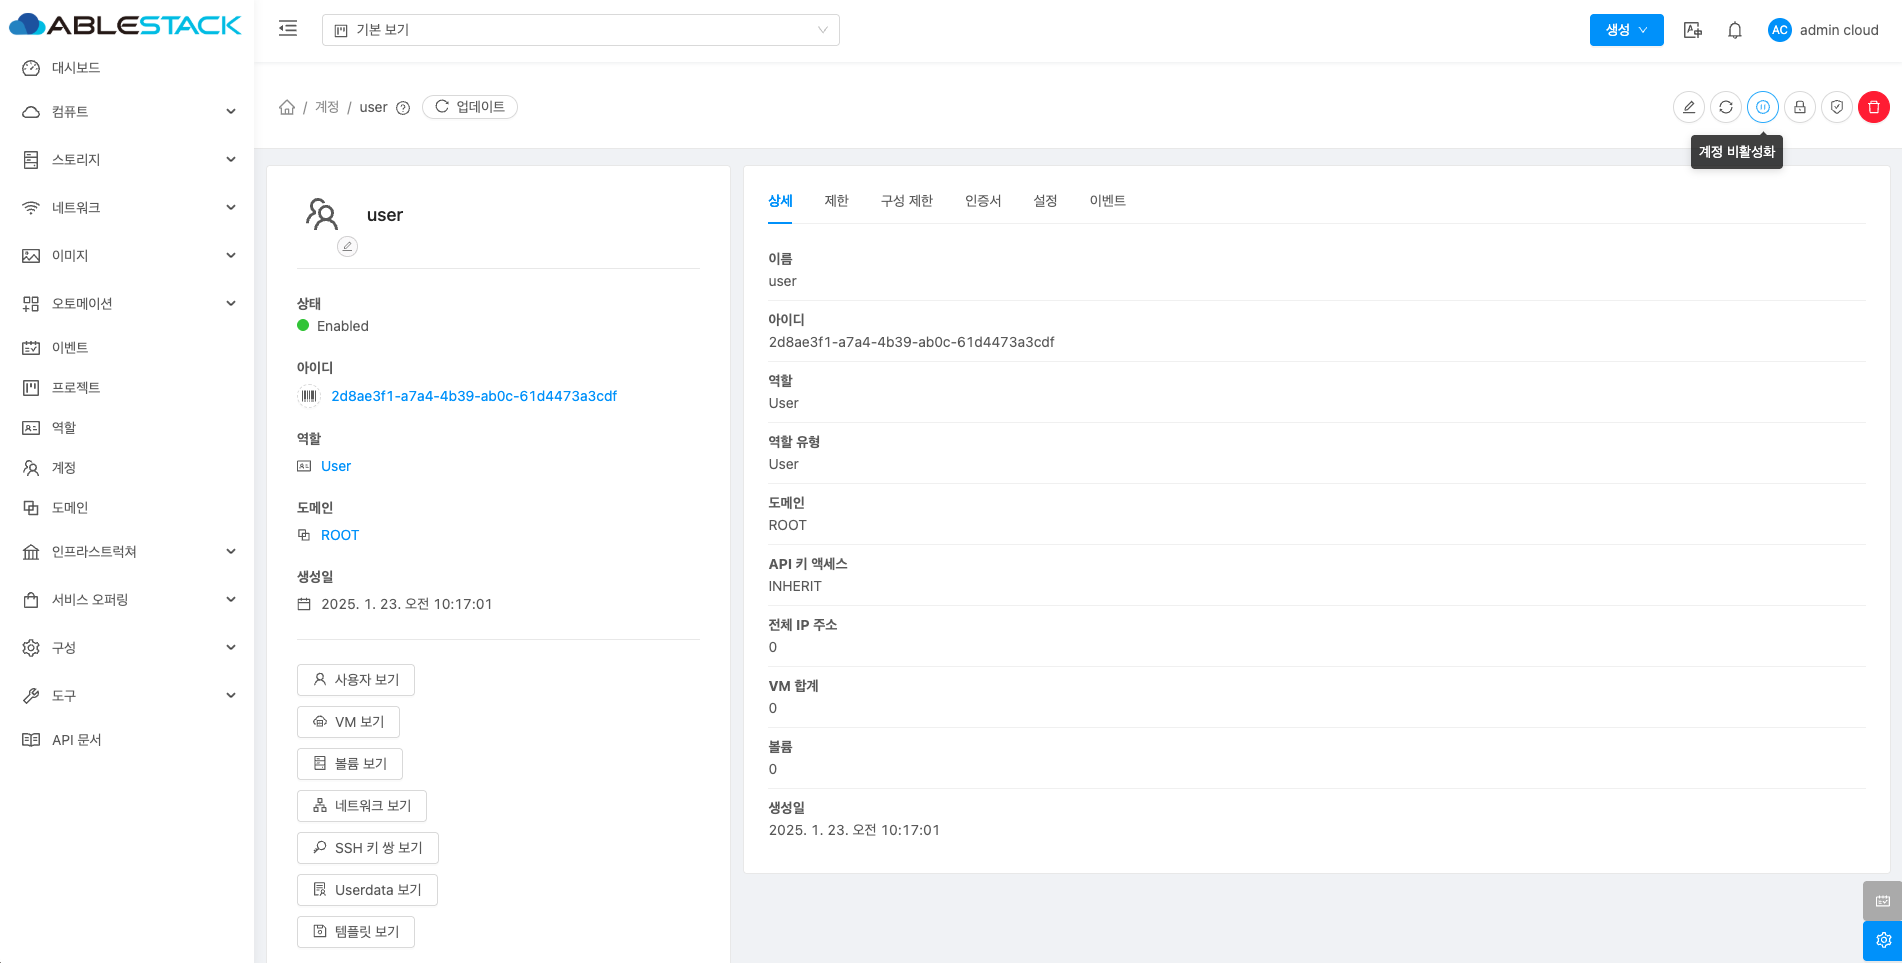 ABLESTACK
기본 보기
생성
admin cloud
AC
대시보드
컴퓨트
스토리지
네트워크
이미지
오토메이션
이벤트
프로젝트
역할
계정
도메인
인프라스트럭쳐
서비스 오퍼링
구성
도구
API 문서
/ 계정 / user
업데이트
계정 비활성화
user
상태
Enabled
아이디
2d8ae3f1-a7a4-4b39-ab0c-61d4473a3cdf
역할
User
도메인
ROOT
생성일
2025. 1. 23. 오전 10:17:01
사용자 보기
VM 보기
볼륨 보기
네트워크 보기
SSH 키 쌍 보기
Userdata 보기
템플릿 보기
상세 제한 구성 제한 인증서 설정 이벤트
이름
user
아이디
2d8ae3f1-a7a4-4b39-ab0c-61d4473a3cdf
역할
User
역할 유형
User
도메인
ROOT
API 키 액세스
INHERIT
전체 IP 주소
0
VM 합계
0
볼륨
0
생성일
2025. 1. 23. 오전 10:17:01